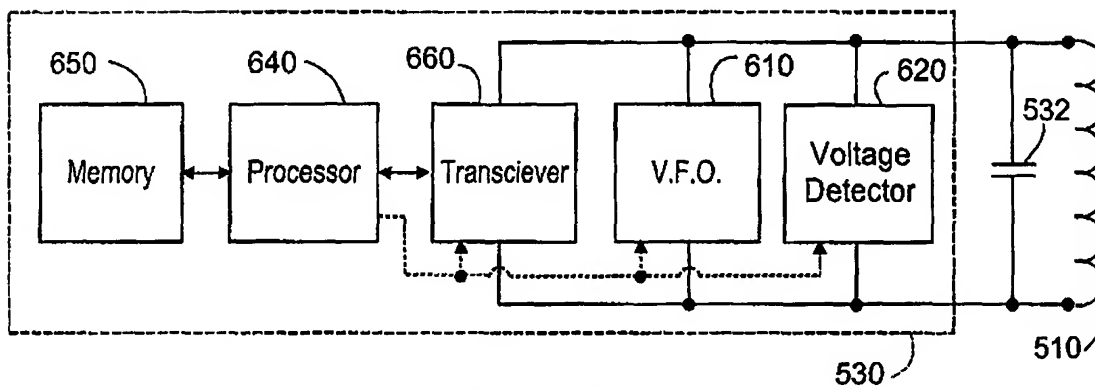 650
640
660
610
620
532
Memory
Processor
Transciever
V.F.O.
Voltage
Detector
530
510